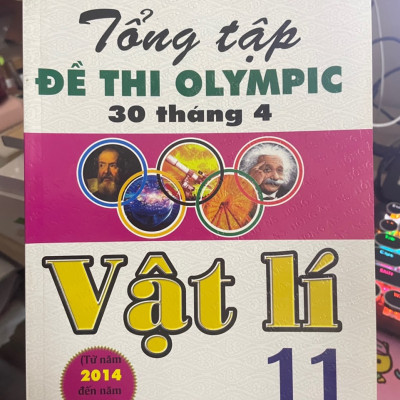 Tổng tập
ĐỀ THI OLYMPIC
30 tháng 4
Vật lí
11
(Từ năm
2014
đến năm